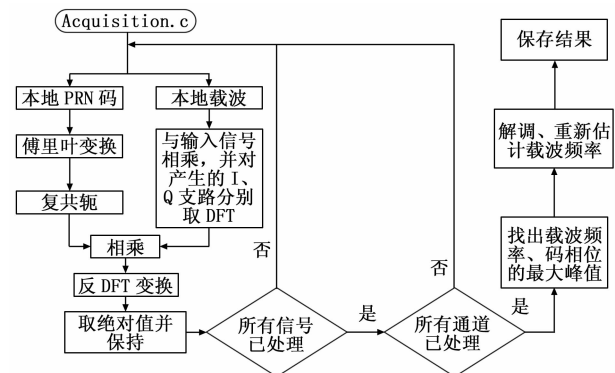 Acquisition.c
本地 PRN 码
傅里叶变换
复共轭
本地载波
与输入信号
相乘，并对
产生的 I、
Q 支路分别
取 DFT
相乘
反 DFT 变换
取绝对值并
保持
否
所有信号
已处理
是
否
所有通道
已处理
是
找出载波频
率、码相位
的最大峰值
解调、重新估
计载波频率
保存结果